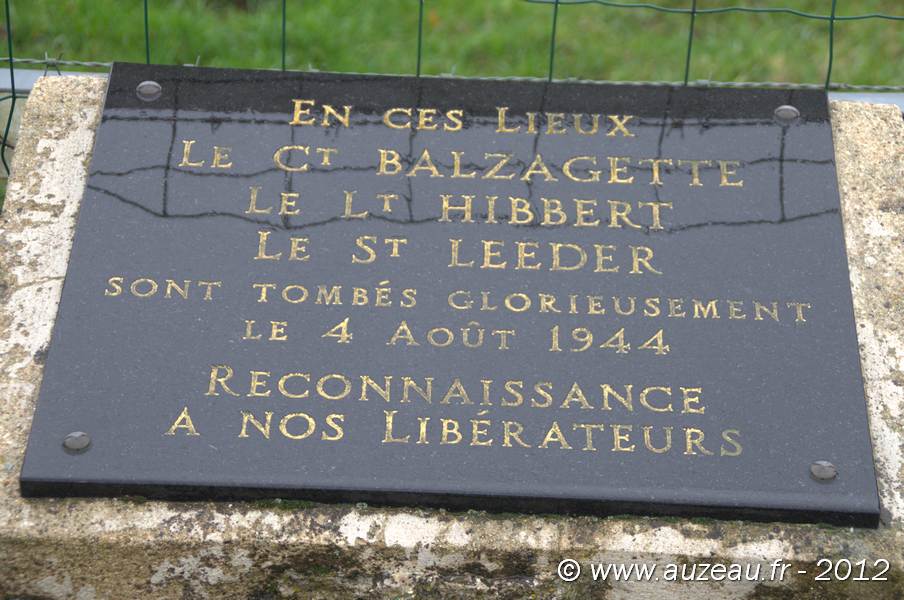 En ces Lieux
Le Ct BALZAGETTE
Le Lt HIBBERT
Le St LEEDER
SONT TOMBÉS GLORIEUSEMENT
LE 4 AOÛT 1944
RECONNAISSANCE
A NOS LIBÉRATEURS
© www.auzeau.fr - 2012